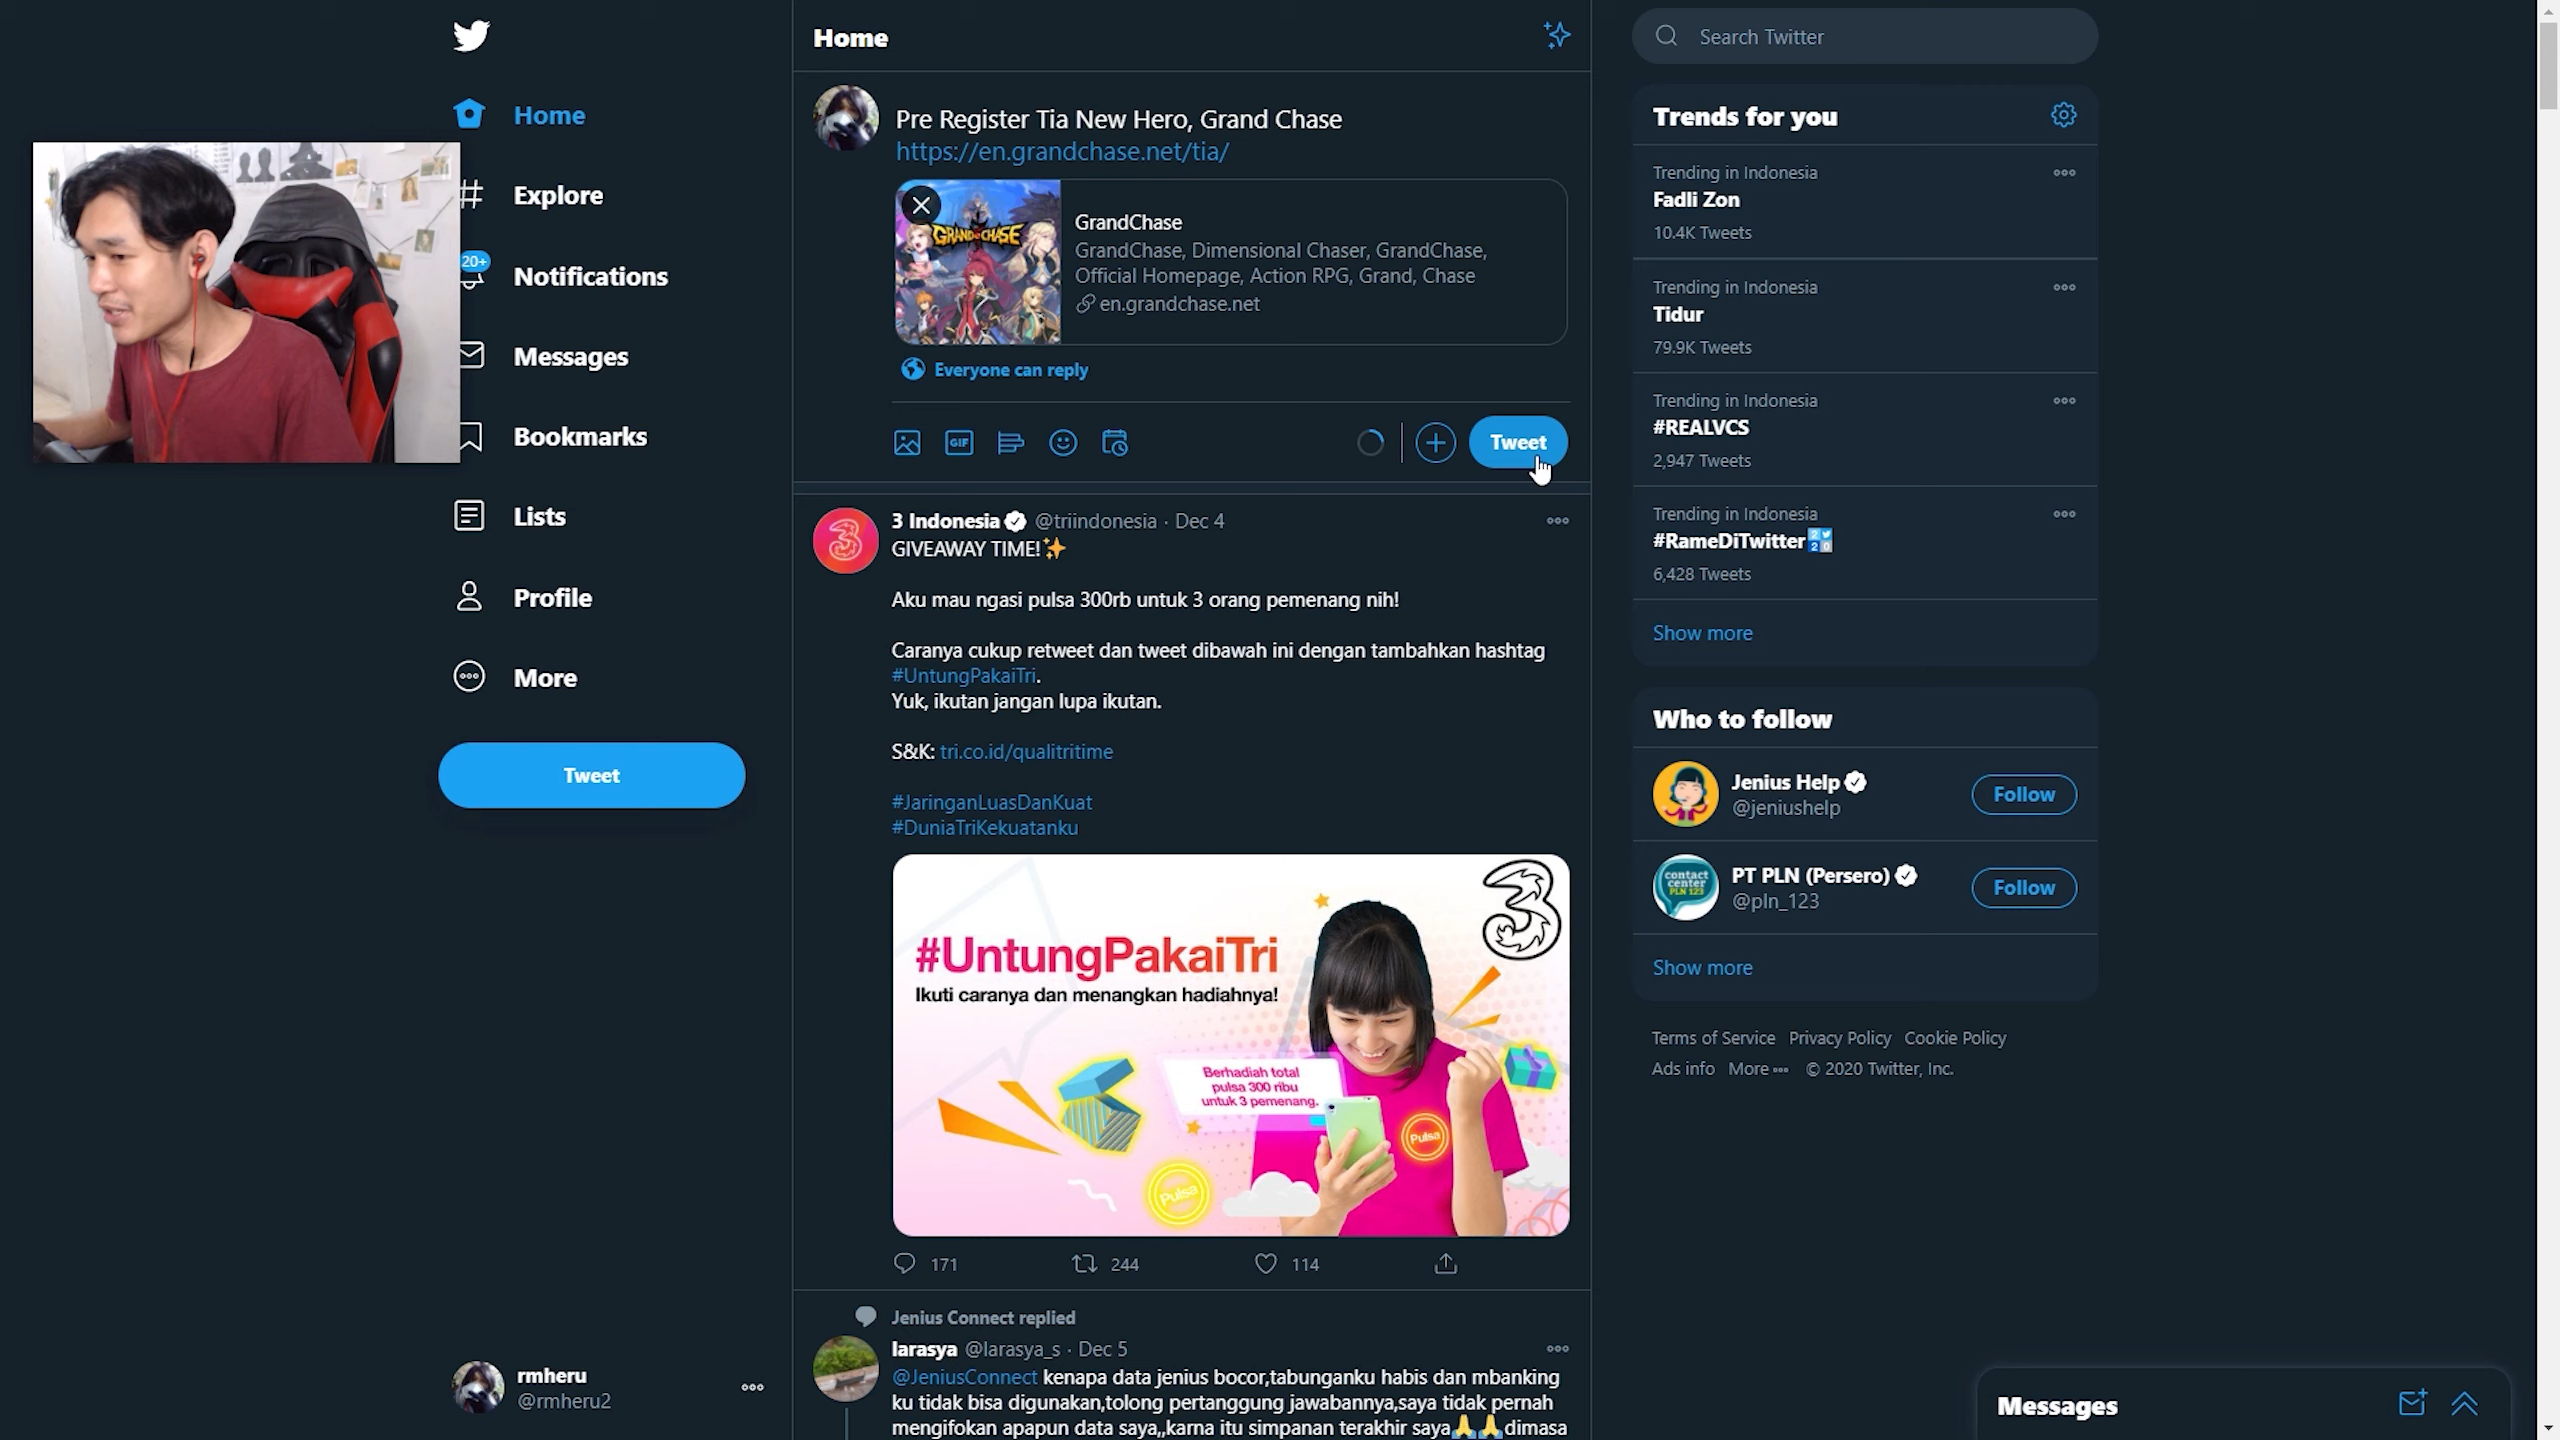 Home
Explore
20+
Notifications
Messages
Bookmarks
Lists
Profile
More
Tweet
rmheru
@rmheru2
Home
Pre Register Tia New Hero, Grand Chase
https://en.grandchase.net/tia/
GRANDCHASE
GrandChase
GrandChase, Dimensional Chaser, GrandChase,
Official Homepage, Action RPG, Grand, Chase
en.grandchase.net
Everyone can reply
GIF
Tweet
3 Indonesia @triindonesia · Dec 4
GIVEAWAY TIME!✨
Aku mau ngasi pulsa 300rb untuk 3 orang pemenang nih!
Caranya cukup retweet dan tweet dibawah ini dengan tambahkan hashtag
#UntungPakaiTri.
Yuk, ikutan jangan lupa ikutan.
S&K: tri.co.id/qualitritime
#JaringanLuasDanKuat
#DuniaTriKekuatanku
3
#UntungPakaiTri
Ikuti caranya dan menangkan hadiahnya!
Berhadiah total
pulsa 300 ribu
untuk 3 pemenang.
Pulsa
Pulsa
171 244 114
Jenius Connect replied
larasya @larasya_s · Dec 5
@JeniusConnect kenapa data jenius bocor,tabunganku habis dan mbanking
ku tidak bisa digunakan,tolong pertanggung jawabannya,saya tidak pernah
mengifokan apapun data saya,,karna itu simpanan terakhir saya🙏🙏dimasa
Search Twitter
Trends for you
Trending in Indonesia
Fadli Zon
10.4K Tweets
Trending in Indonesia
Tidur
79.9K Tweets
Trending in Indonesia
#REALVCS
2,947 Tweets
Trending in Indonesia
#RameDiTwitter
6,428 Tweets
Show more
Who to follow
Jenius Help
@jeniushelp
Follow
contact
center
PLN 123
PT PLN (Persero)
@pln_123
Follow
Show more
Terms of Service Privacy Policy Cookie Policy
Ads info More © 2020 Twitter, Inc.
Messages